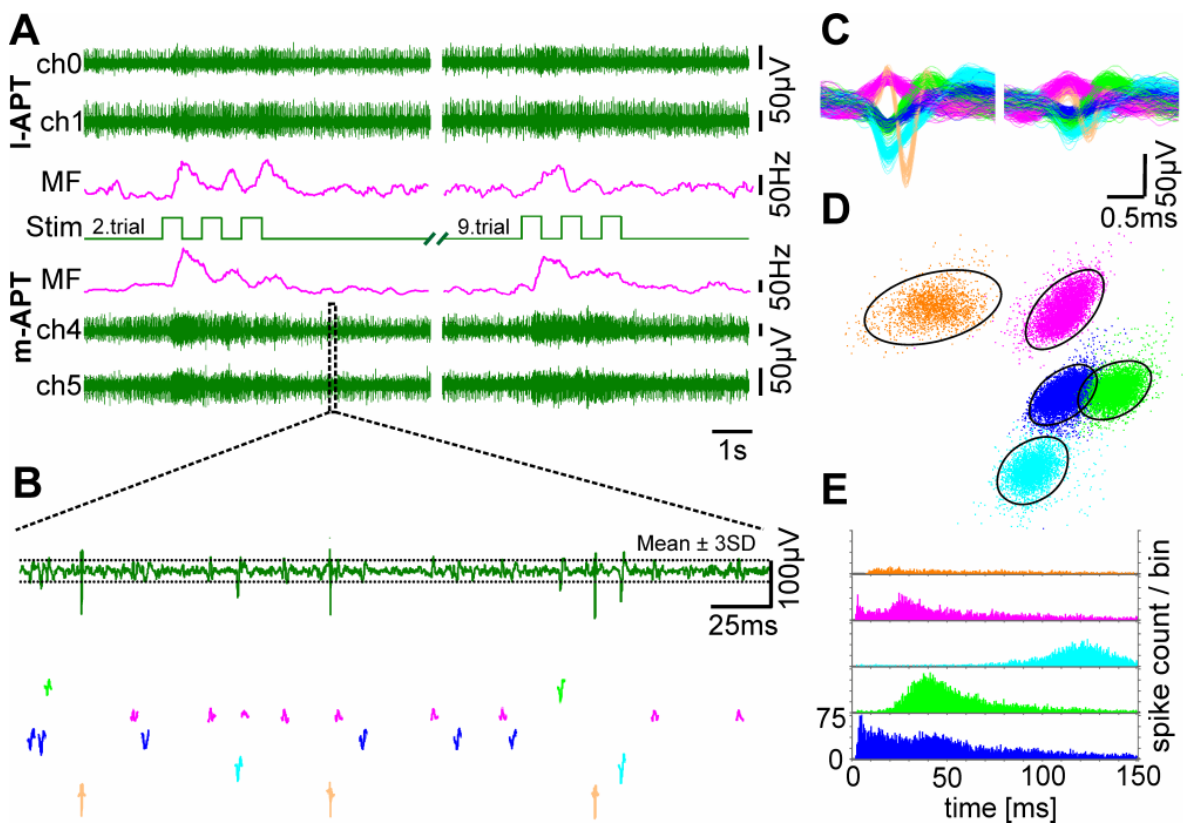 A
l-APT
ch0
50µV
ch1
MF
50Hz
Stim
2.trial
9.trial
m-APT
MF
50Hz
ch4
50µV
ch5
1s
B
Mean ± 3SD
100µV
25ms
C
50µV
0.5ms
D
E
spike count / bin
75
0
0 50 100 150
time [ms]